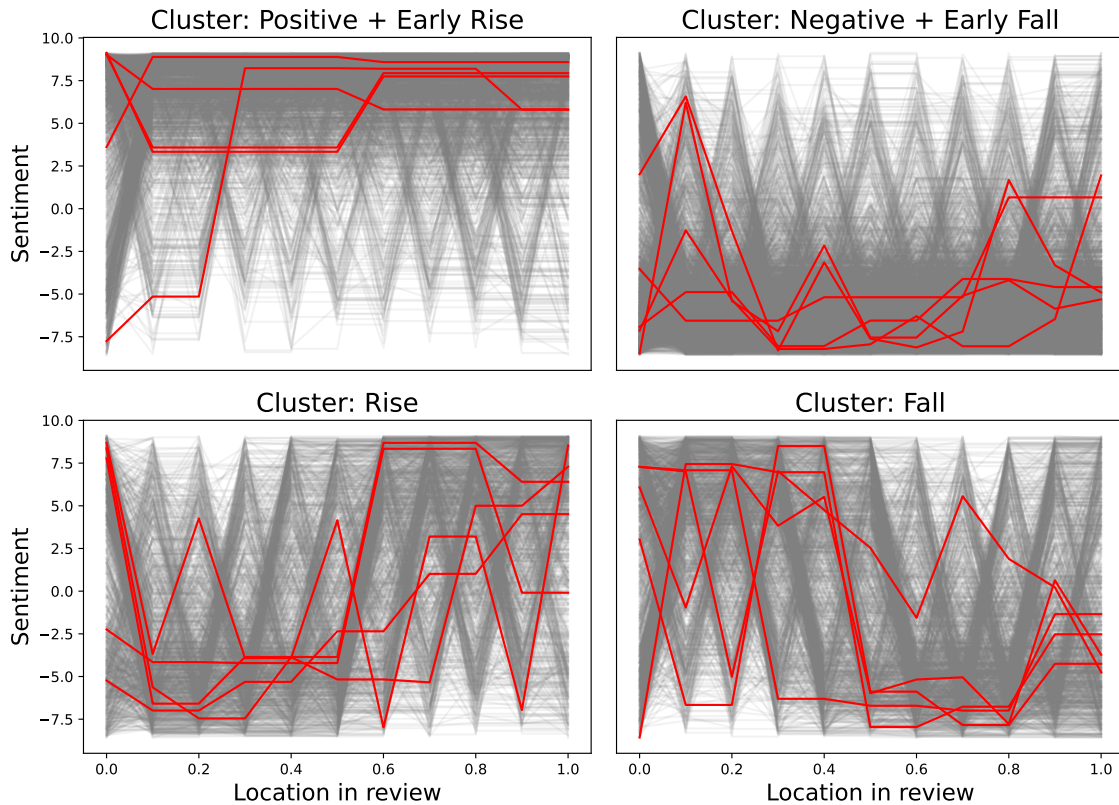 Cluster: Positive + Early Rise
Cluster: Negative + Early Fall
10.0
7.5
5.0
2.5
0.0
−2.5
−5.0
−7.5
Sentiment
Cluster: Rise
Cluster: Fall
10.0
7.5
5.0
2.5
0.0
−2.5
−5.0
−7.5
Sentiment
0.0 0.2 0.4 0.6 0.8 1.0
0.0 0.2 0.4 0.6 0.8 1.0
Location in review
Location in review